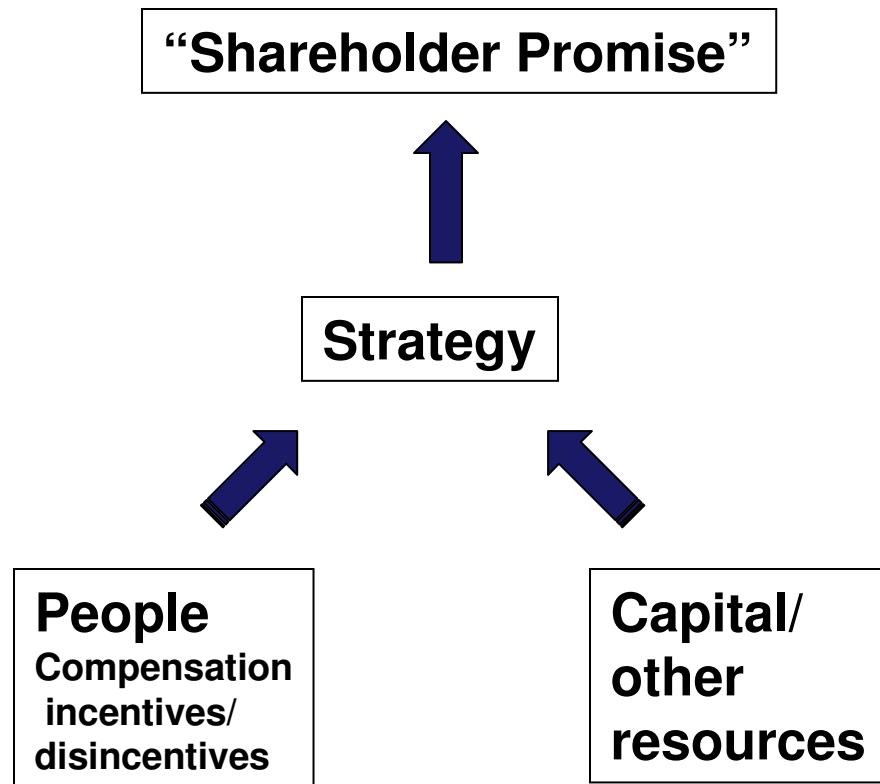 “Shareholder Promise”
Strategy
People
Compensation
incentives/
disincentives
Capital/
other
resources